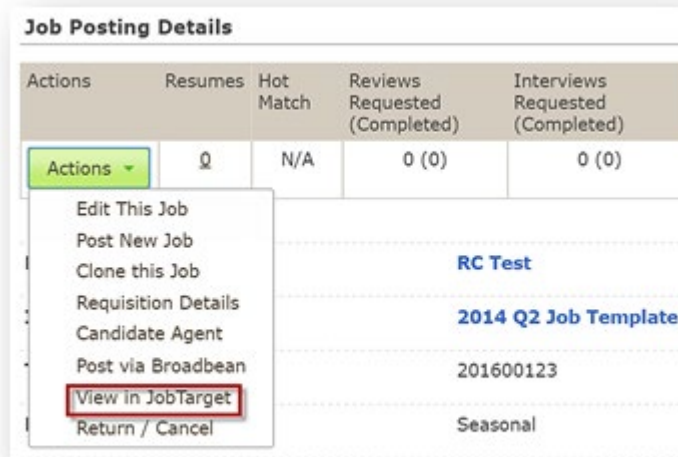 Job Posting Details
Actions Resumes Hot Match Reviews Requested (Completed) Interviews Requested (Completed)
Actions 0 N/A 0 (0) 0 (0)
Edit This Job
Post New Job
Clone this Job
RC Test
Requisition Details
2014 Q2 Job Template
Candidate Agent
Post via Broadbean
201600123
View in JobTarget
Return / Cancel
Seasonal